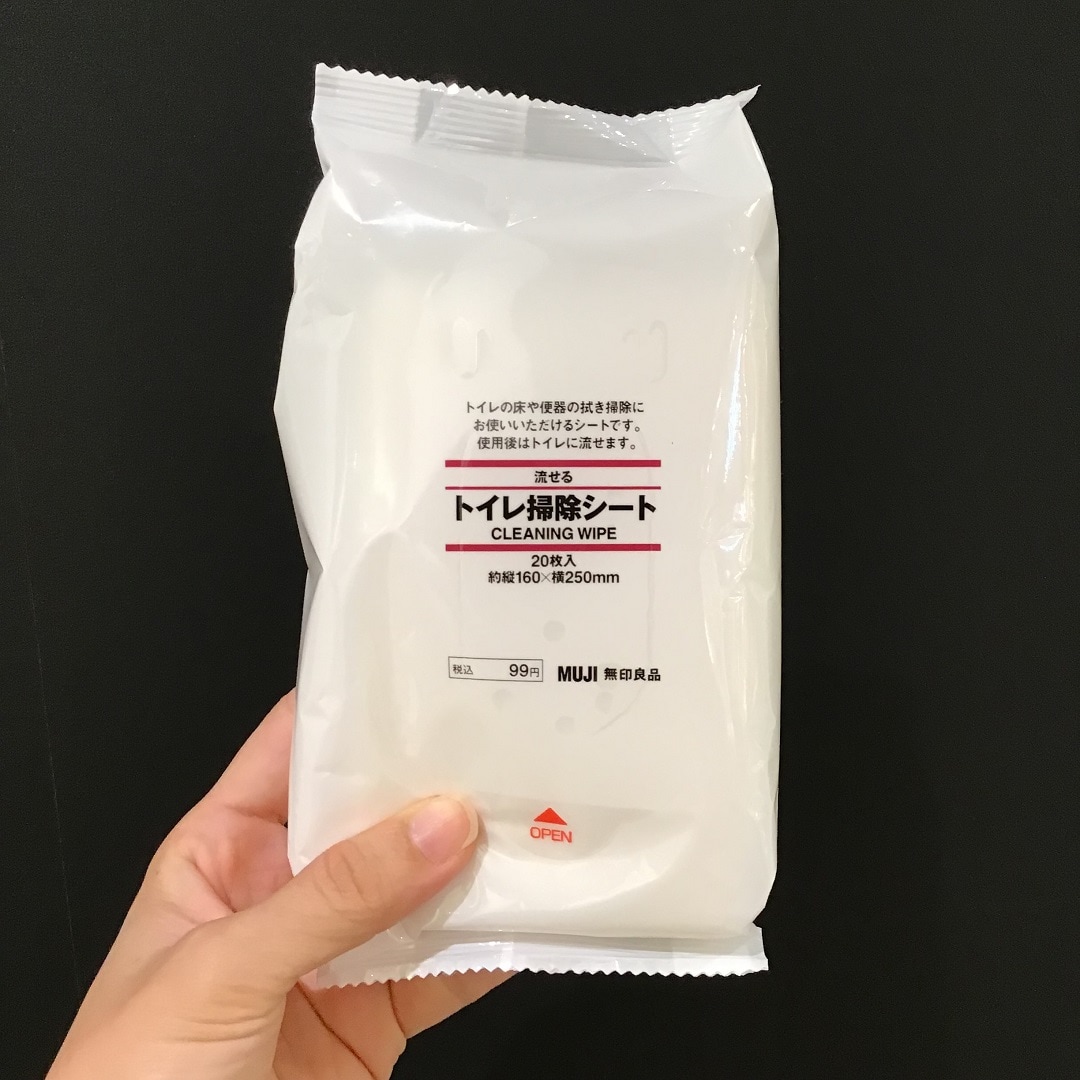 トイレの床や便器の拭き掃除に
お使いいただけるシートです。
使用後はトイレに流せます。
流せる
トイレ掃除シート
CLEANING WIPE
20枚入
約縦160×横250mm
税込 99円 MUJI 無印良品
OPEN